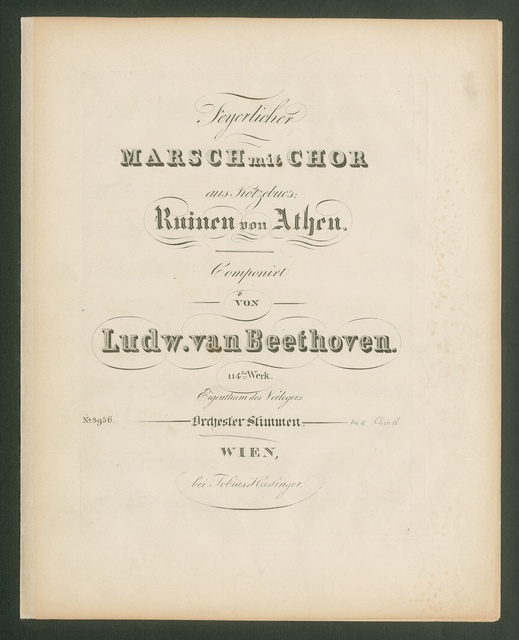 Feyerlicher
MARSCH mit CHOR
aus Kotzebues:
Ruinen von Athen.
Componirt
VON
Ludw. van Beethoven.
114tes Werk.
Eigenthum des Verlegers
No. 3956. Orchester Stimmen.
WIEN,
bei Tobias Haslinger.